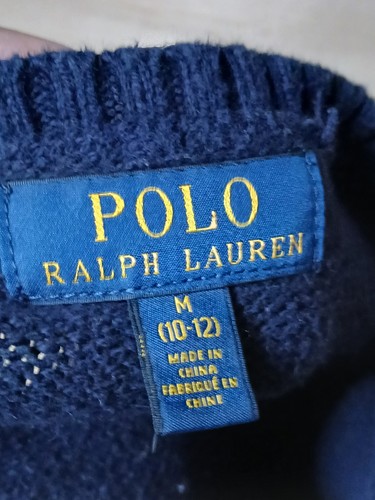 POLO
RALPH LAUREN
M
(10-12)
MADE IN
CHINA
FABRIQUÉ EN
CHINE